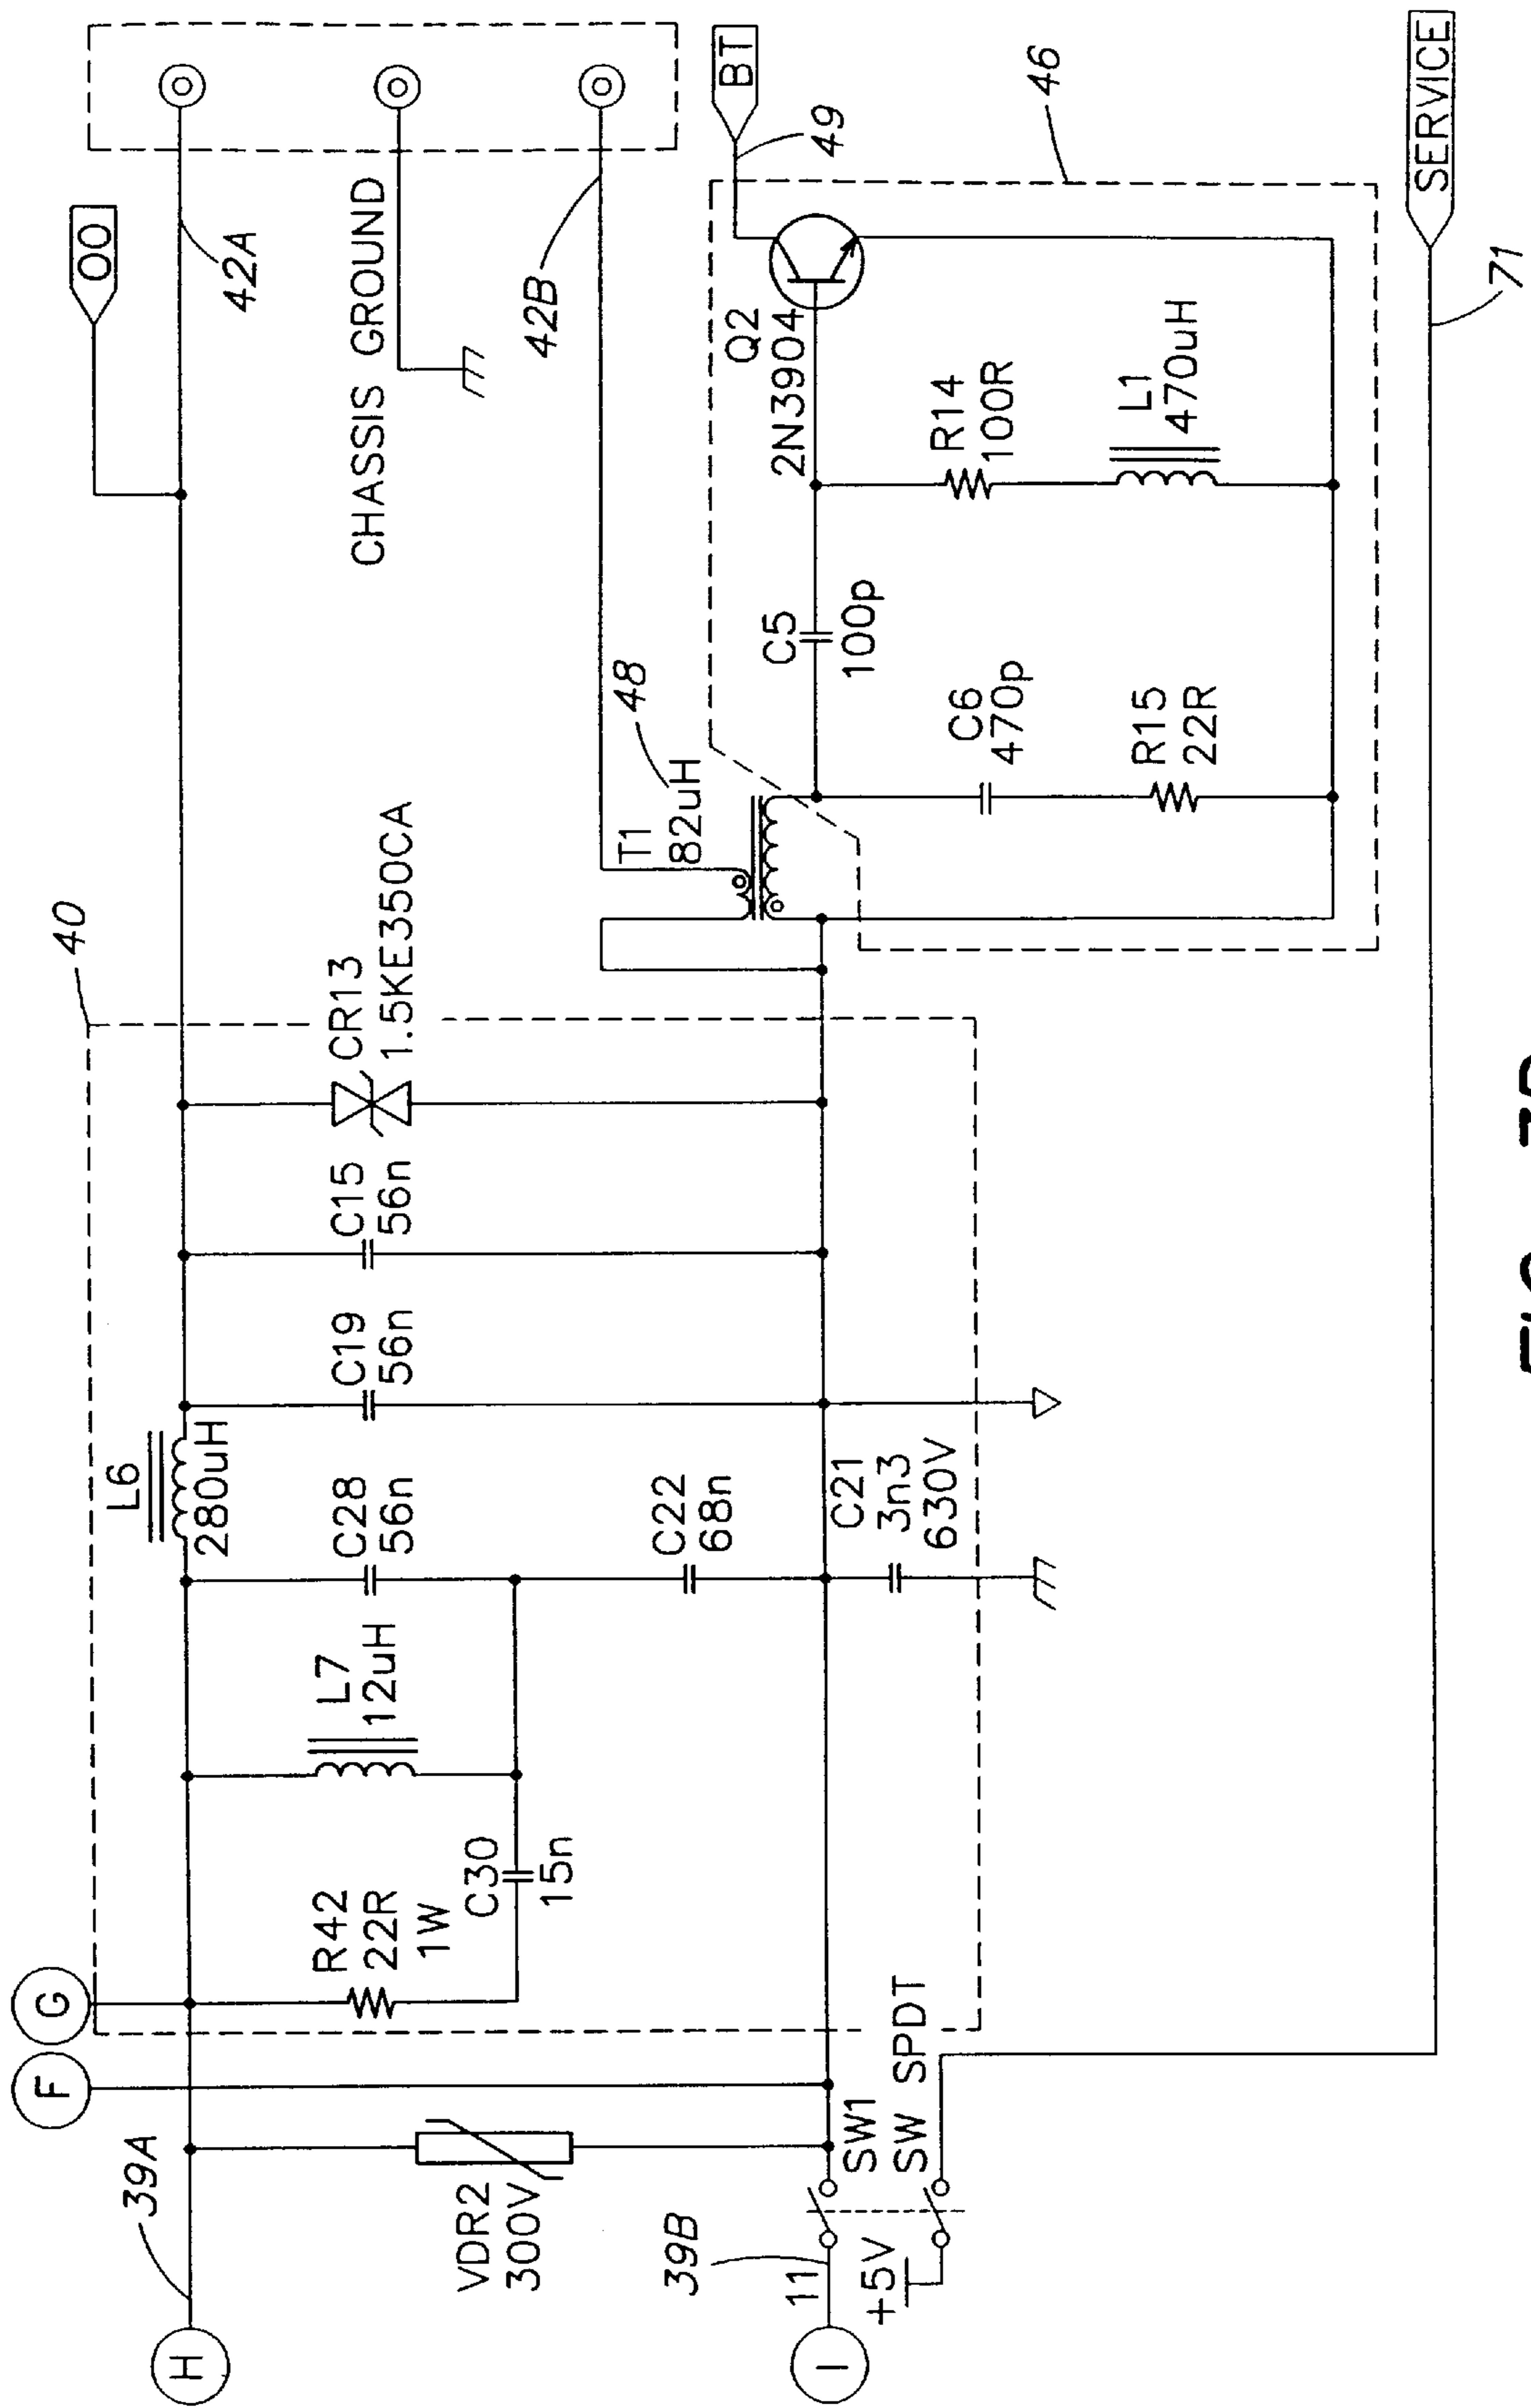 H
39A
F
G
VDR2
300V
39B
I
11
+5V
SW1
SW SPDT
40
R42
22R
1W
C30
15n
L7
12uH
L6
280uH
C28
56n
C22
68n
C21
3n3
630V
C19
56n
C15
56n
CR13
1.5KE350CA
OO
42A
CHASSIS GROUND
42B
48
T1
82uH
BT
49
46
Q2
2N3904
C5
100p
C6
470p
R15
22R
R14
100R
L1
470uH
SERVICE
71